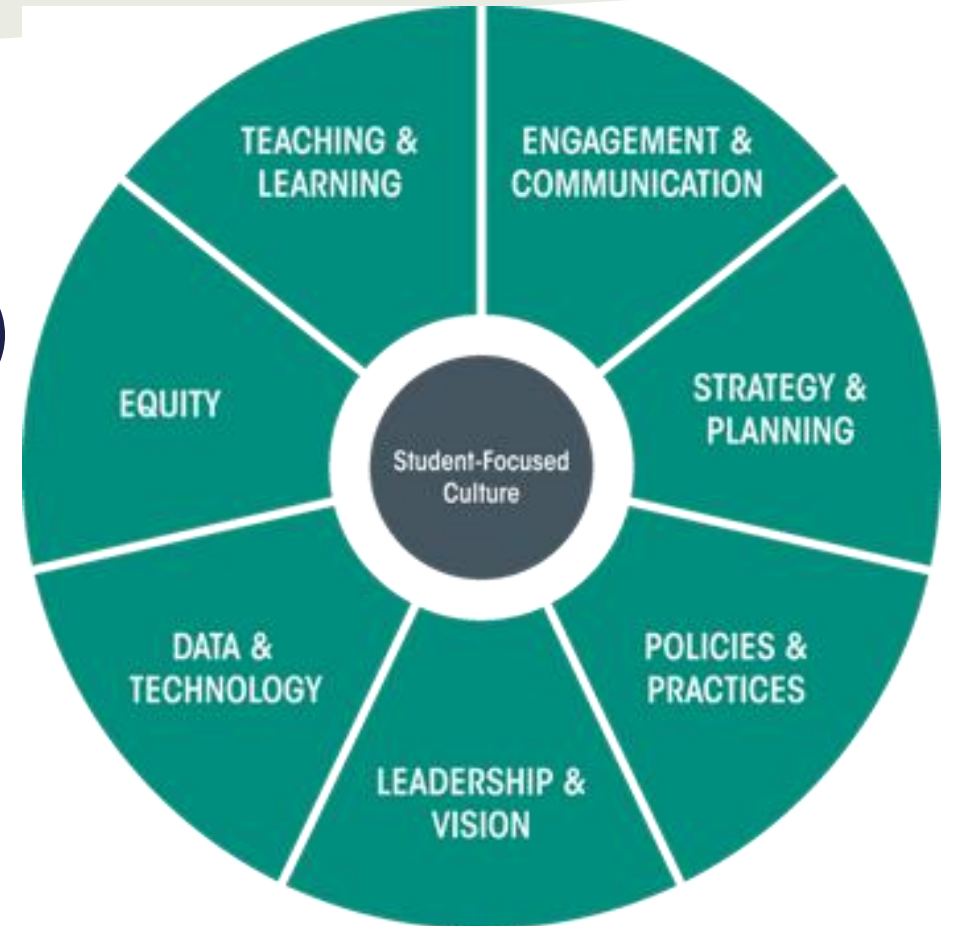 TEACHING &
LEARNING
ENGAGEMENT &
COMMUNICATION
EQUITY
STRATEGY &
PLANNING
Student-Focused
Culture
DATA &
TECHNOLOGY
POLICIES &
PRACTICES
LEADERSHIP &
VISION